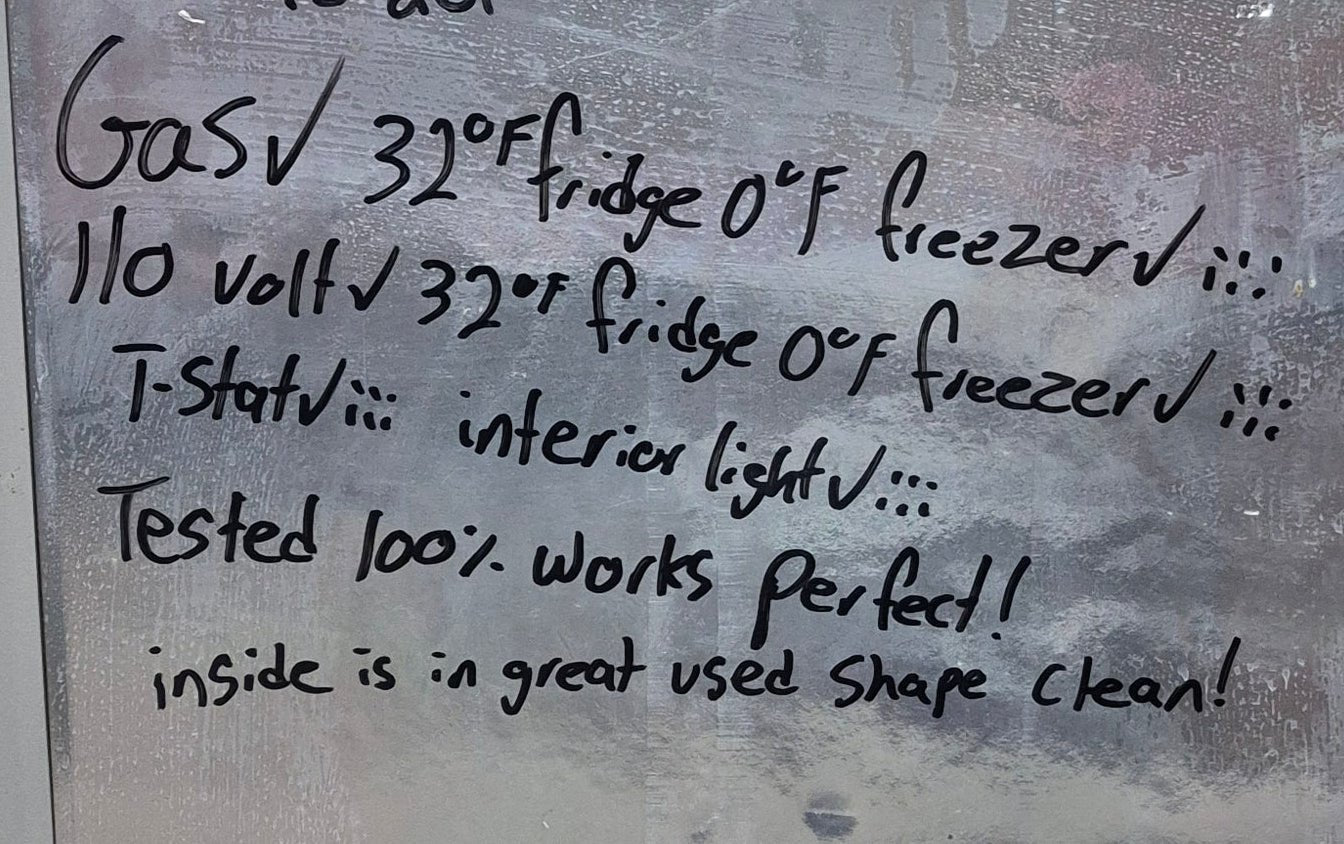 Gas✓ 32°F fridge 0°F freezer✓ ¡¡¡
110 volt✓ 32°F fridge 0°F freezer✓ ¡¡¡
T-Stat✓ ¡¡¡ interior light✓ ¡¡¡
Tested 100% works perfect!
inside is in great used shape clean!